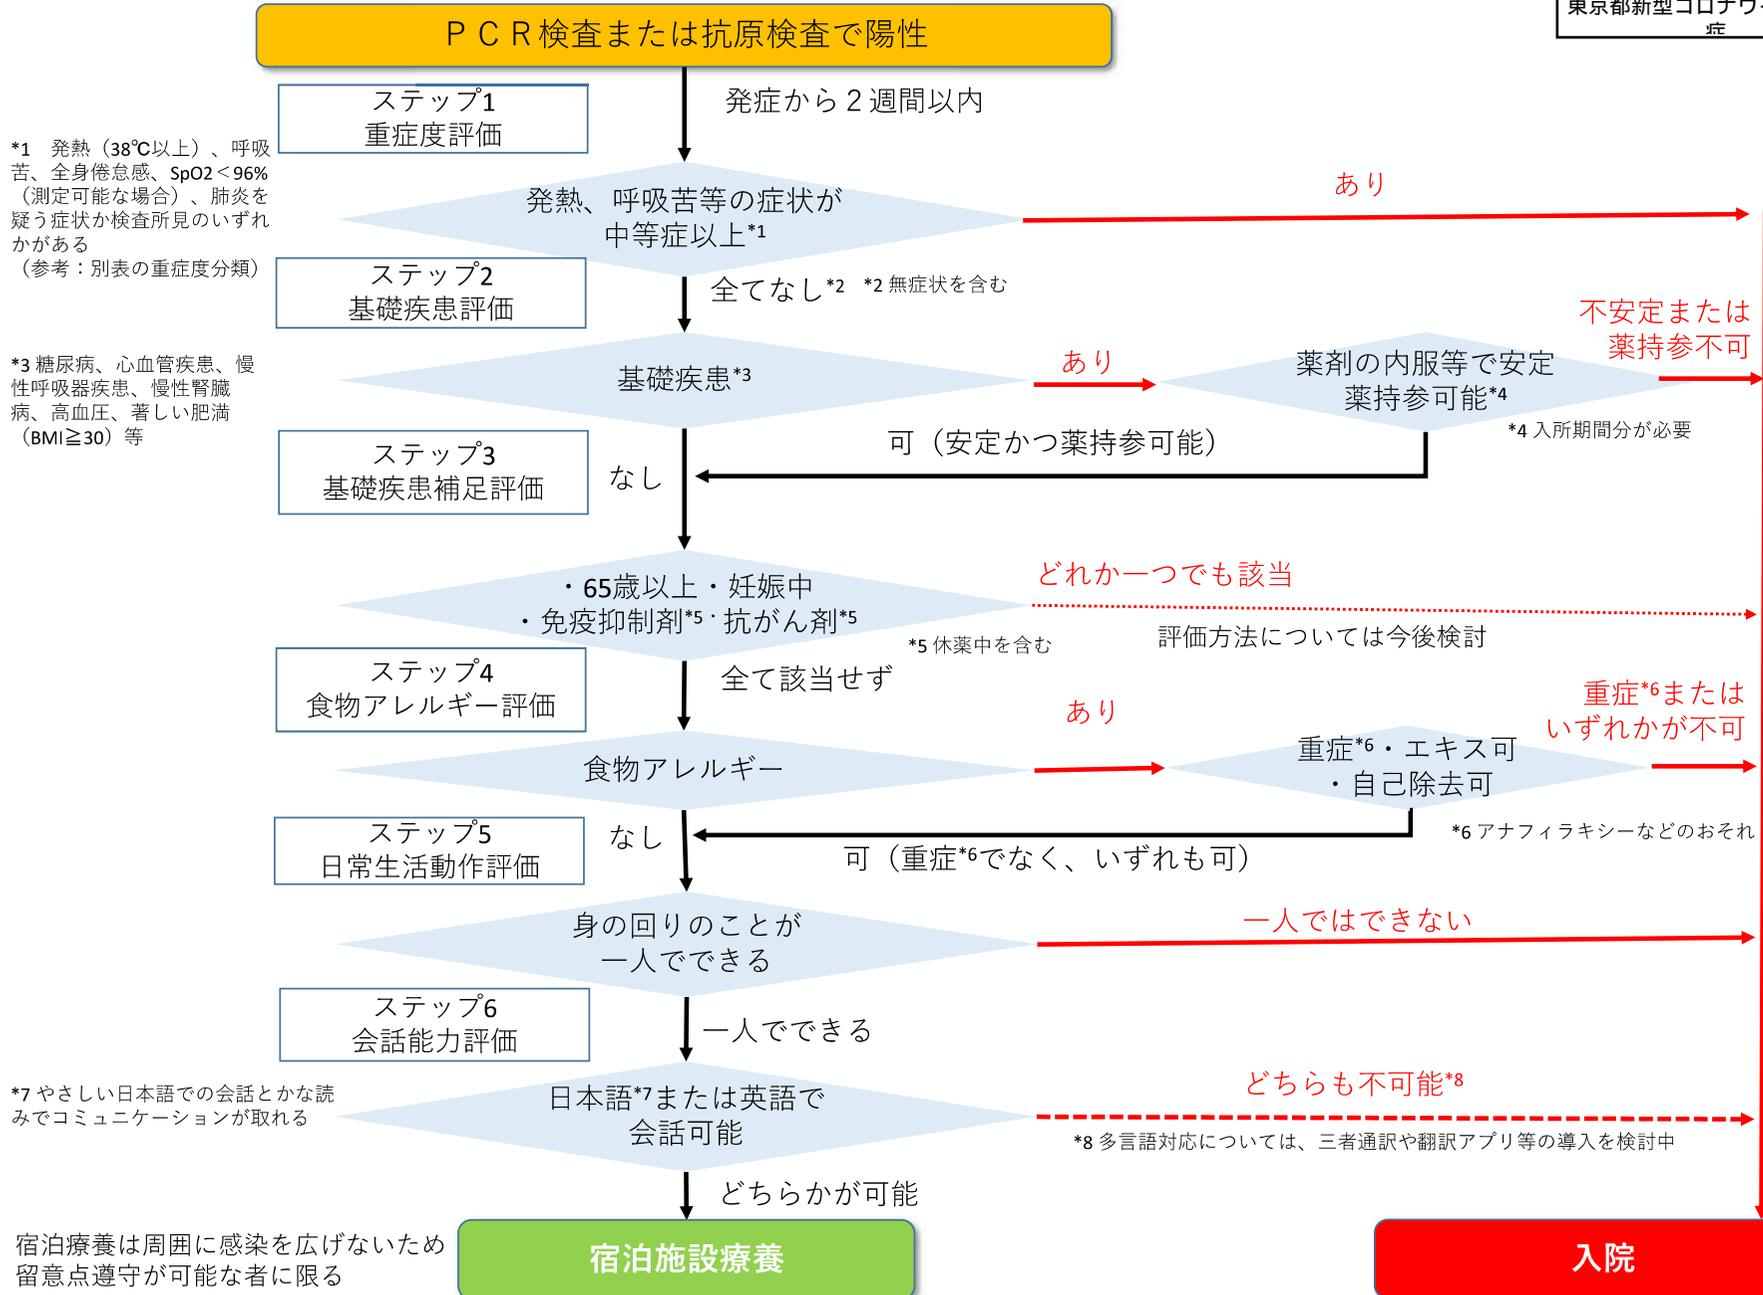 東京都新型コロナウイ
症
ＰＣＲ検査または抗原検査で陽性
ステップ1
重症度評価
発症から２週間以内
*1　発熱（38℃以上）、呼吸
苦、全身倦怠感、SpO2＜96%
（測定可能な場合）、肺炎を
疑う症状か検査所見のいずれ
かがある
（参考：別表の重症度分類）
発熱、呼吸苦等の症状が
中等症以上*1
あり
ステップ2
基礎疾患評価
全てなし*2　*2 無症状を含む
*3 糖尿病、心血管疾患、慢
性呼吸器疾患、慢性腎臓
病、高血圧、著しい肥満
（BMI≧30）等
基礎疾患*3
あり
薬剤の内服等で安定
薬持参可能*4
不安定または
薬持参不可
*4 入所期間分が必要
可（安定かつ薬持参可能）
ステップ3
基礎疾患補足評価
なし
・65歳以上・妊娠中
・免疫抑制剤*5・抗がん剤*5
どれか一つでも該当
評価方法については今後検討
*5 休薬中を含む
ステップ4
食物アレルギー評価
全て該当せず
食物アレルギー
あり
重症*6・エキス可
・自己除去可
重症*6または
いずれかが不可
*6 アナフィラキシーなどのおそれ
ステップ5
日常生活動作評価
なし
可（重症*6でなく、いずれも可）
身の回りのことが
一人でできる
一人ではできない
ステップ6
会話能力評価
一人でできる
*7 やさしい日本語での会話とかな読
みでコミュニケーションが取れる
日本語*7または英語で
会話可能
どちらも不可能*8
*8 多言語対応については、三者通訳や翻訳アプリ等の導入を検討中
どちらかが可能
宿泊療養は周囲に感染を広げないため
留意点遵守が可能な者に限る
宿泊施設療養
入院